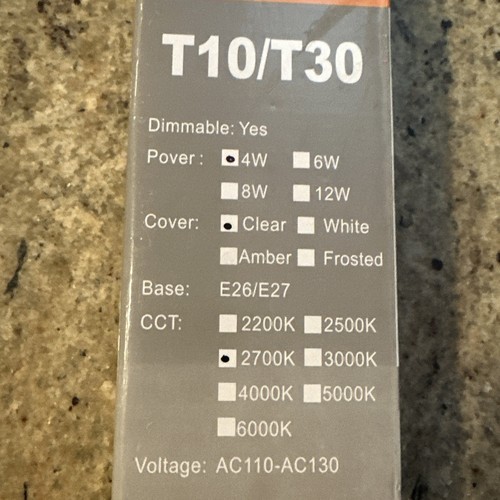 T10/T30
Dimmable: Yes
Pover: 4W 6W
8W 12W
Cover: Clear White
Amber Frosted
Base: E26/E27
CCT: 2200K 2500K
2700K 3000K
4000K 5000K
6000K
Voltage: AC110-AC130